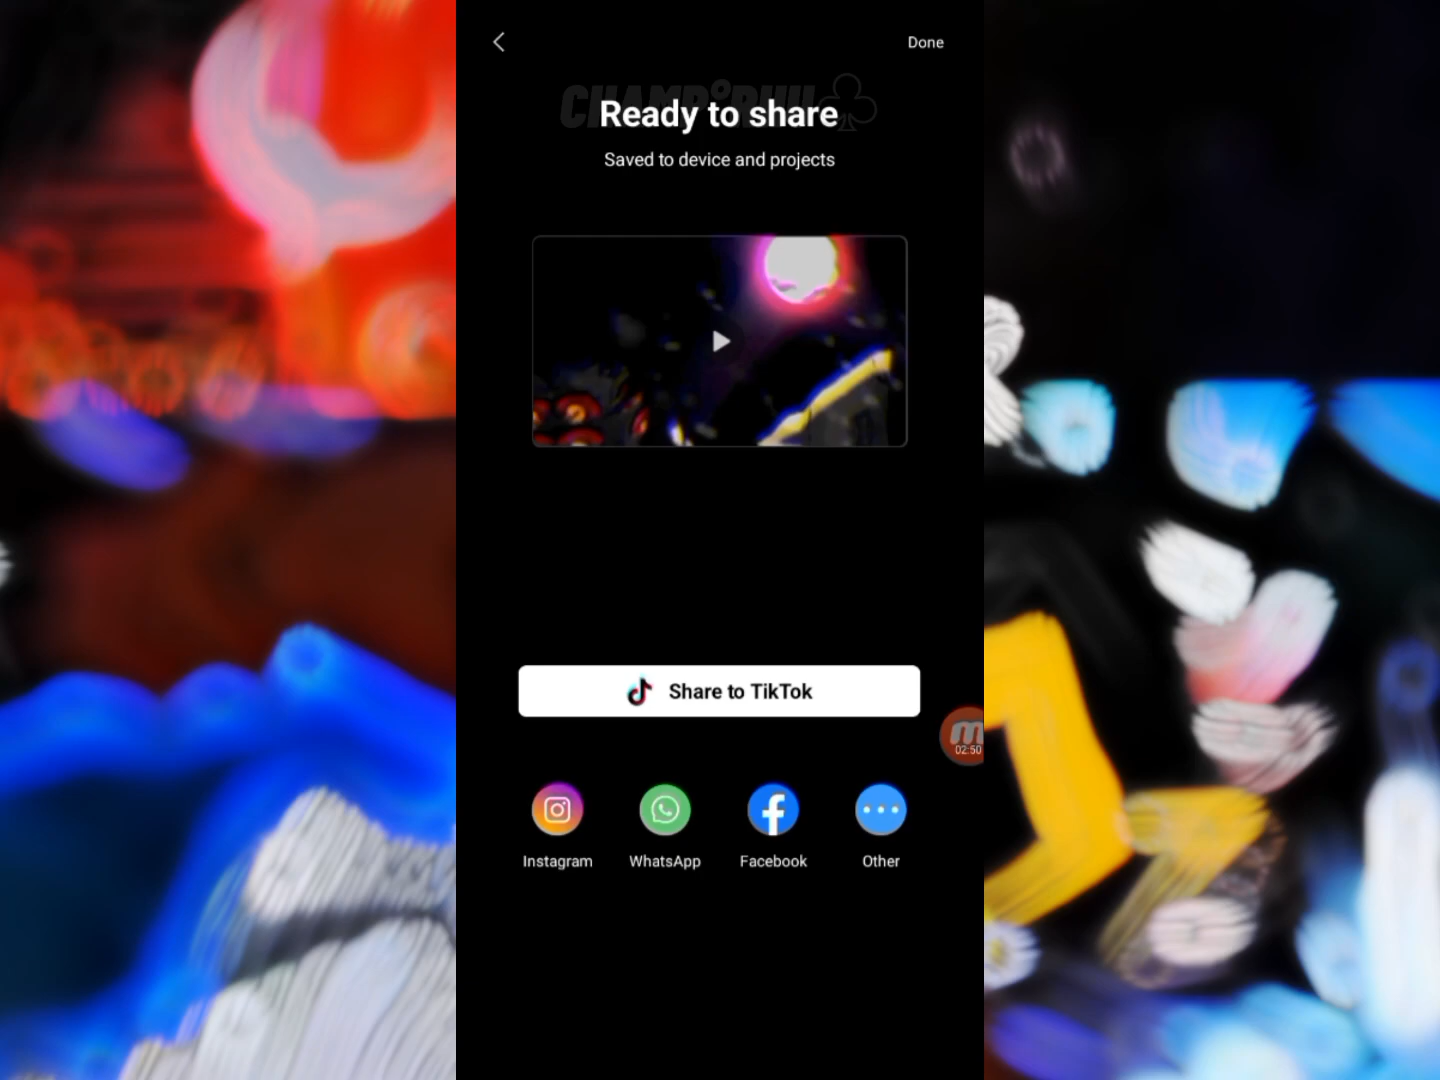 Done
Ready to share
Saved to device and projects
Share to TikTok
02:50
Instagram
WhatsApp
Facebook
Other